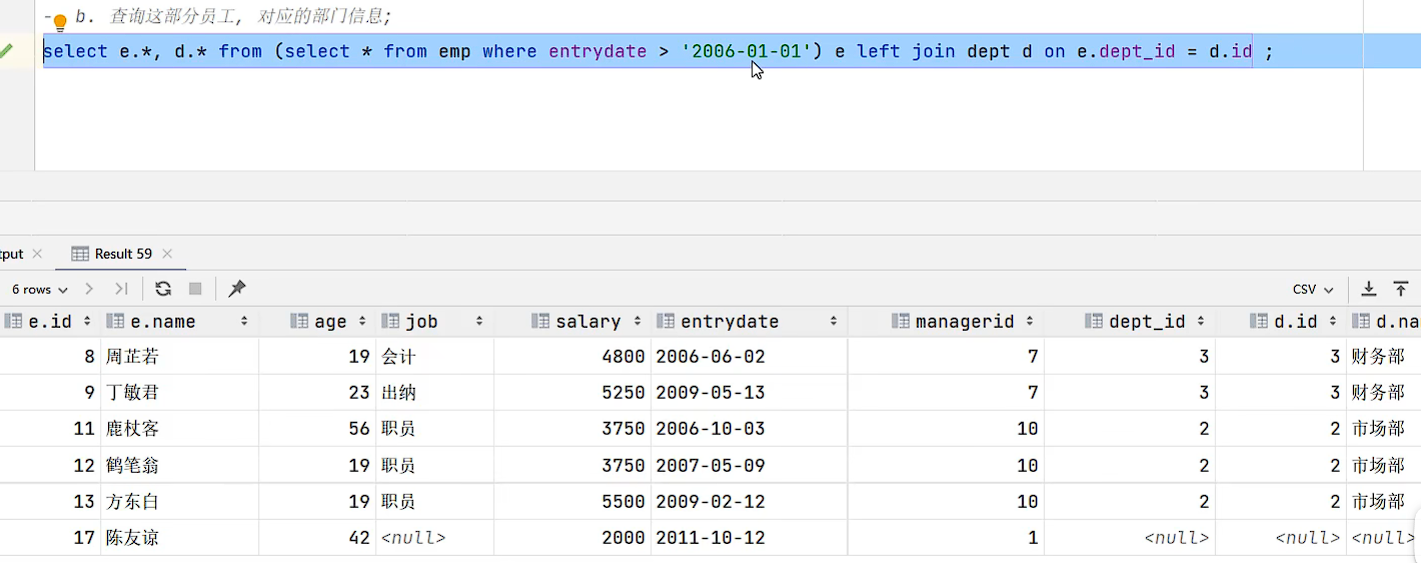 - b. 查询这部分员工, 对应的部门信息;
select e.*, d.* from (select * from emp where entrydate > '2006-01-01') e left join dept d on e.dept_id = d.id ;
tput Result 59
6 rows CSV
e.id e.name age job salary entrydate managerid dept_id d.id d.na
8 周芷若 19 会计 4800 2006-06-02 7 3 3 财务部
9 丁敏君 23 出纳 5250 2009-05-13 7 3 3 财务部
11 鹿杖客 56 职员 3750 2006-10-03 10 2 2 市场部
12 鹤笔翁 19 职员 3750 2007-05-09 10 2 2 市场部
13 方东白 19 职员 5500 2009-02-12 10 2 2 市场部
17 陈友谅 42 <null> 2000 2011-10-12 1 <null> <null> <null>